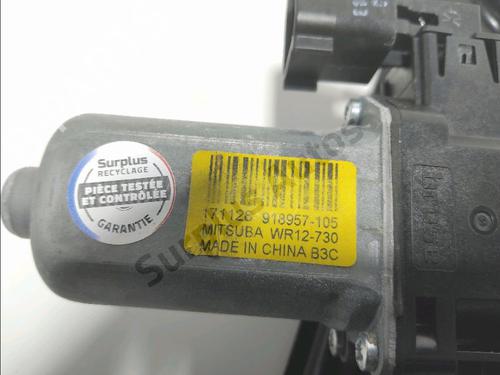 Surplus
RECYCLAGE
PIÈCE TESTÉE
ET CONTRÔLÉE
GARANTIE
171126 918957-105
MITSUBA WR12-730
MADE IN CHINA B3C